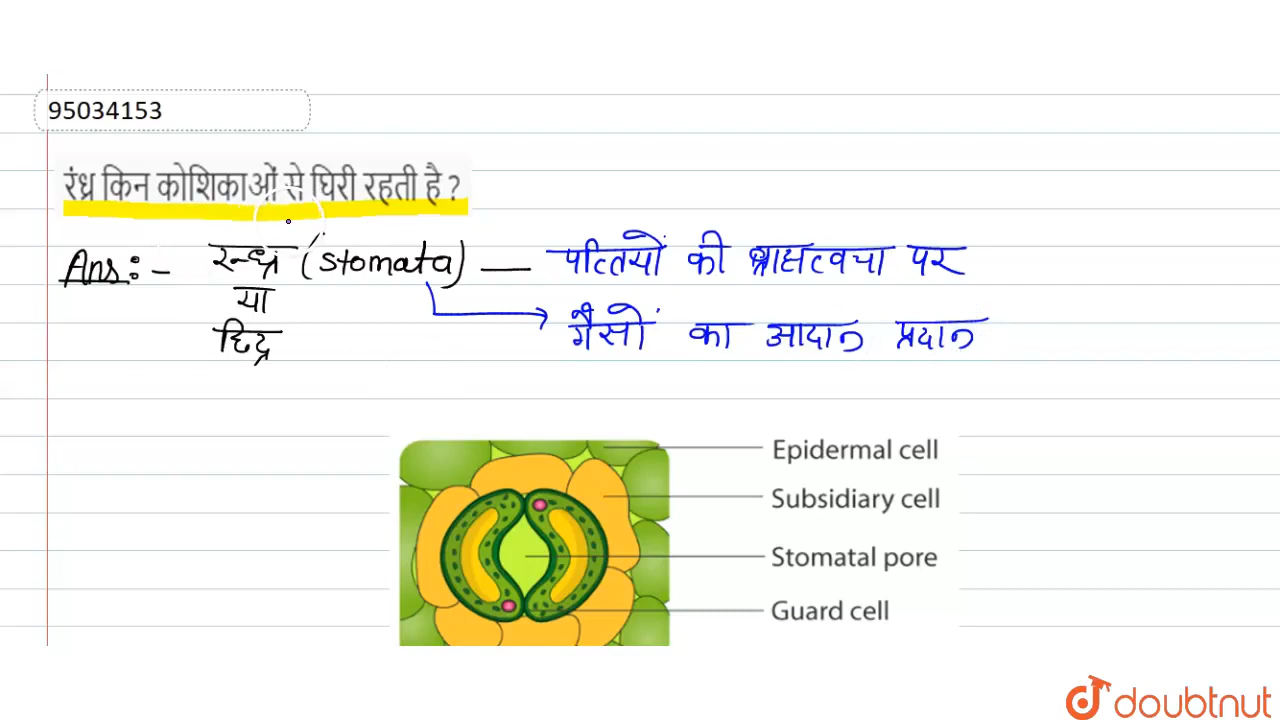 95034153
रंध्र किन कोशिकाओं से घिरी रहती है ?
Ans:- रन्ध्र (stomata) — पत्तियों की बाह्यत्वचा पर
या
छिद्र
गैसों का आदान प्रदान
Epidermal cell
Subsidiary cell
Stomatal pore
Guard cell
doubtnut